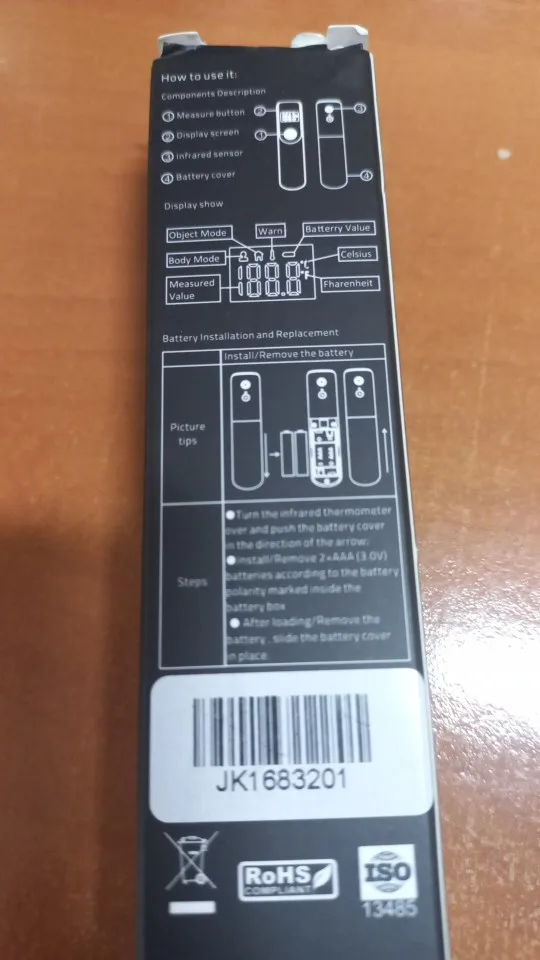 How to use it:
Components Description
① Measure button
② Display screen
③ Infrared sensor
④ Battery cover
②
①
③
④
Display show
Object Mode
Warn
Batterry Value
Body Mode
Celsius
Measured
Value
Fharenheit
188.8
°C
°F
Battery Installation and Replacement
Install/Remove the battery
Picture
tips
AAA
AAA
Steps
●Turn the infrared thermometer
over and push the battery cover
in the direction of the arrow:
●install/Remove 2×AAA (3.0V)
batteries according to the battery
polarity marked inside the
battery box
● After loading/Remove the
battery , slide the battery cover
in place.
JK1683201
RoHS
COMPLIANT
ISO
13485